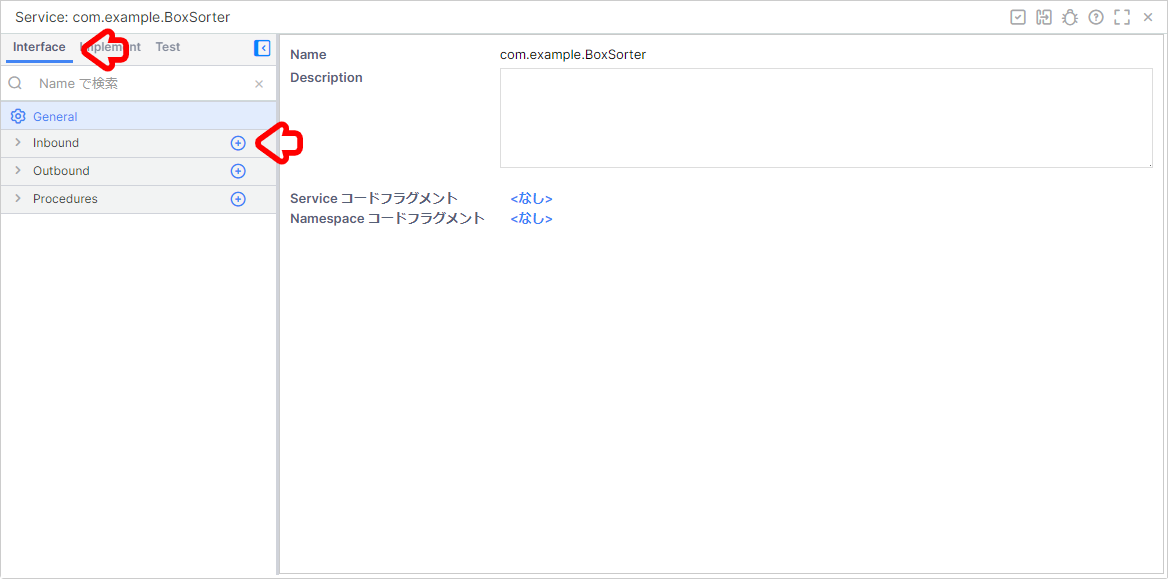 Service: com.example.BoxSorter
Interface Implement Test
Name で検索
General
Inbound
Outbound
Procedures
Name com.example.BoxSorter
Description
Service コードフラグメント <なし>
Namespace コードフラグメント <なし>